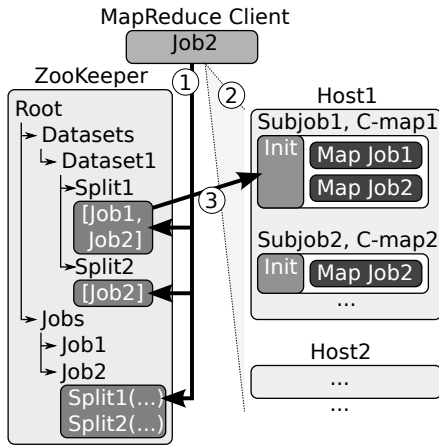 MapReduce Client
Job2
ZooKeeper
1
2
3
Root
Datasets
Dataset1
Split1
[Job1,
Job2]
Split2
[Job2]
Jobs
Job1
Job2
Split1(...)
Split2(...)
Host1
Subjob1, C-map1
Init
Map Job1
Map Job2
Subjob2, C-map2
Init
Map Job2
...
Host2
...
...